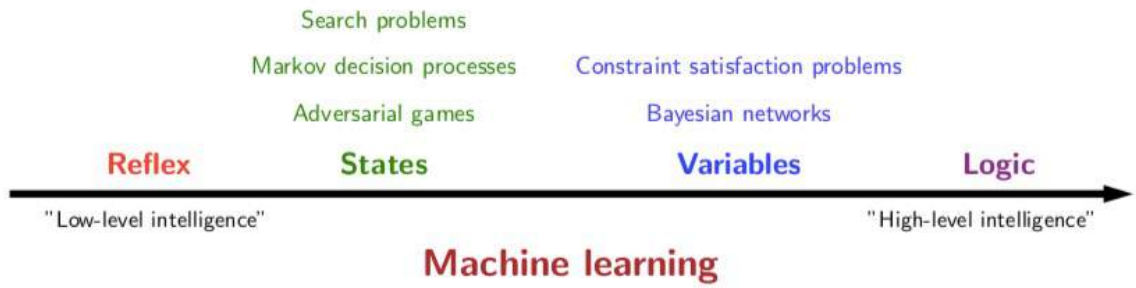 Search problems
Markov decision processes Constraint satisfaction problems
Adversarial games Bayesian networks
Reflex States Variables Logic
"Low-level intelligence" "High-level intelligence"
Machine learning